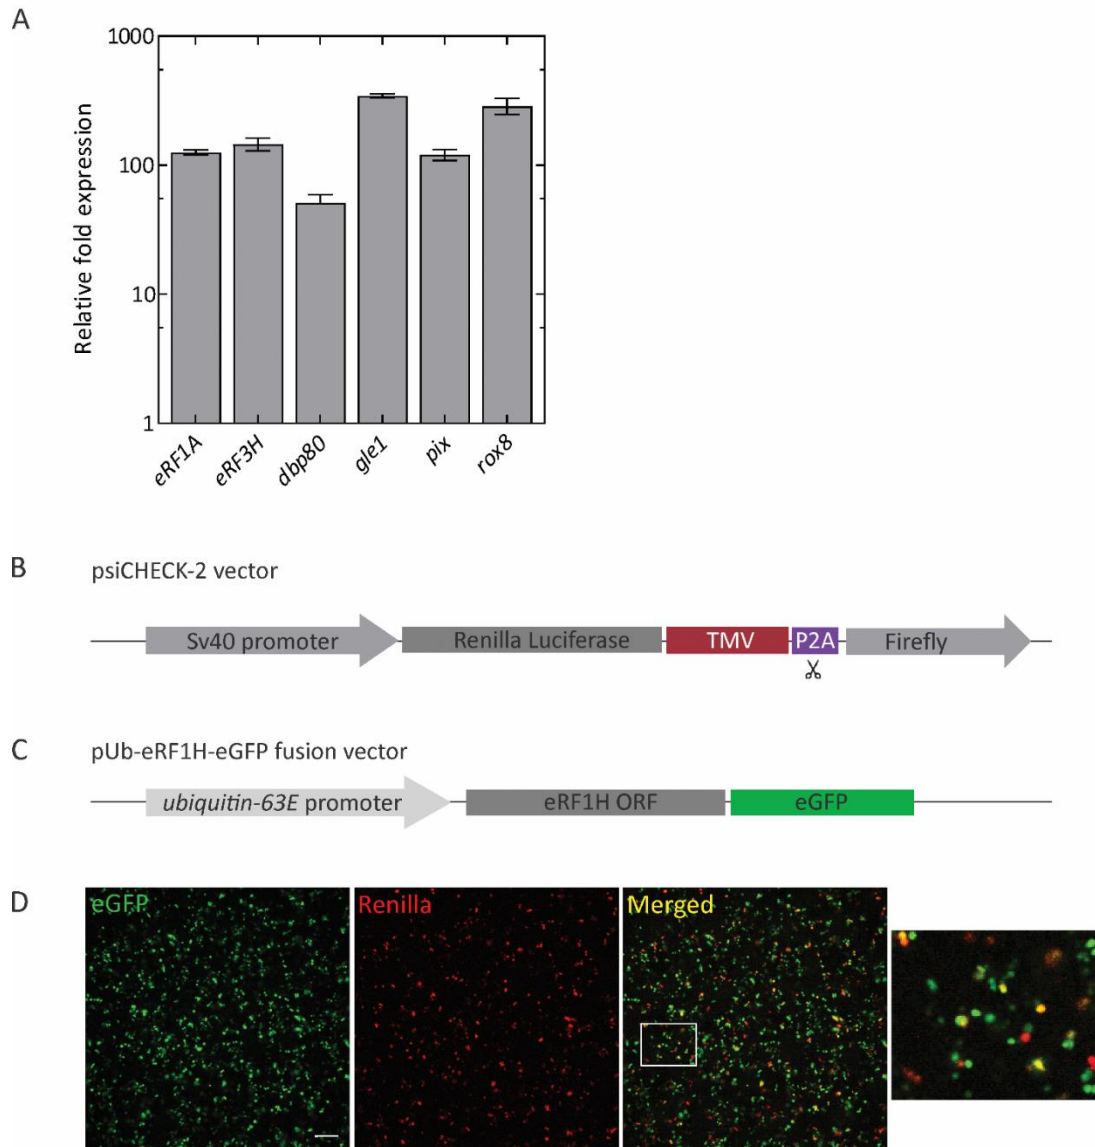 A
1000
100
10
1
Relative fold expression
eRF1A
eRF3H
dbp80
gle1
pix
rox8
B
psiCHECK-2 vector
Sv40 promoter
Renilla Luciferase
TMV
P2A
Firefly
C
pUb-eRF1H-eGFP fusion vector
ubiquitin-63E promoter
eRF1H ORF
eGFP
D
eGFP
Renilla
Merged